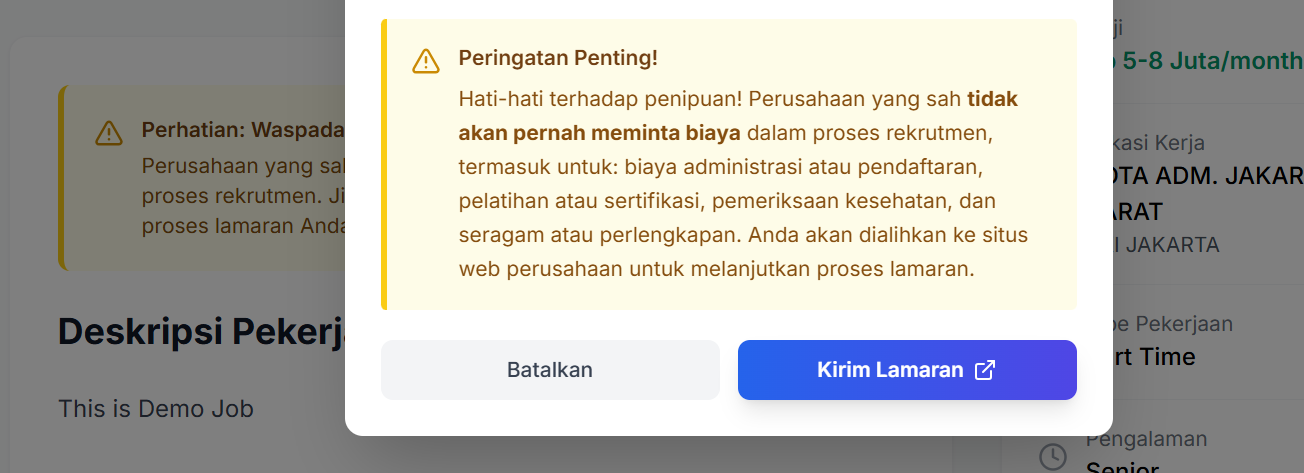 Peringatan Penting!
Hati-hati terhadap penipuan! Perusahaan yang sah tidak
akan pernah meminta biaya dalam proses rekrutmen,
termasuk untuk: biaya administrasi atau pendaftaran,
pelatihan atau sertifikasi, pemeriksaan kesehatan, dan
seragam atau perlengkapan. Anda akan dialihkan ke situs
web perusahaan untuk melanjutkan proses lamaran.
Batalkan
Kirim Lamaran
Perhatian: Waspada
Perusahaan yang sa
proses rekrutmen. Ji
proses lamaran Anda
Deskripsi Pekerj
This is Demo Job
5-8 Juta/month
kasi Kerja
OTA ADM. JAKAR
ARAT
I JAKARTA
pe Pekerjaan
rt Time
Pengalaman
Senior